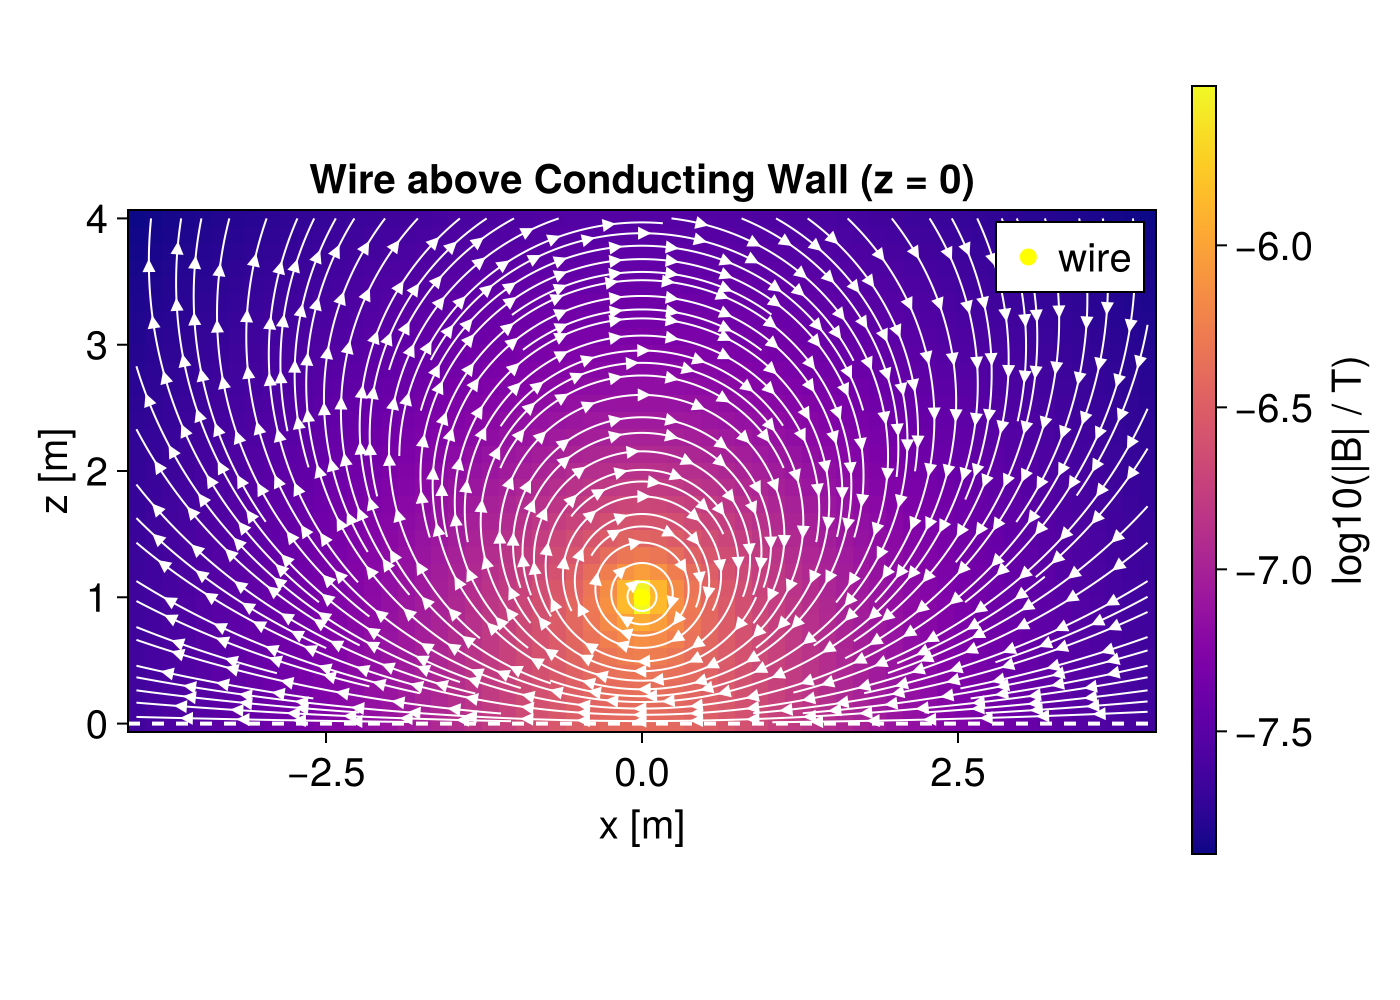 Wire above Conducting Wall (z = 0)
wire
4
3
2
1
0
z [m]
−2.5
0.0
2.5
x [m]
−6.0
−6.5
−7.0
−7.5
log10(|B| / T)